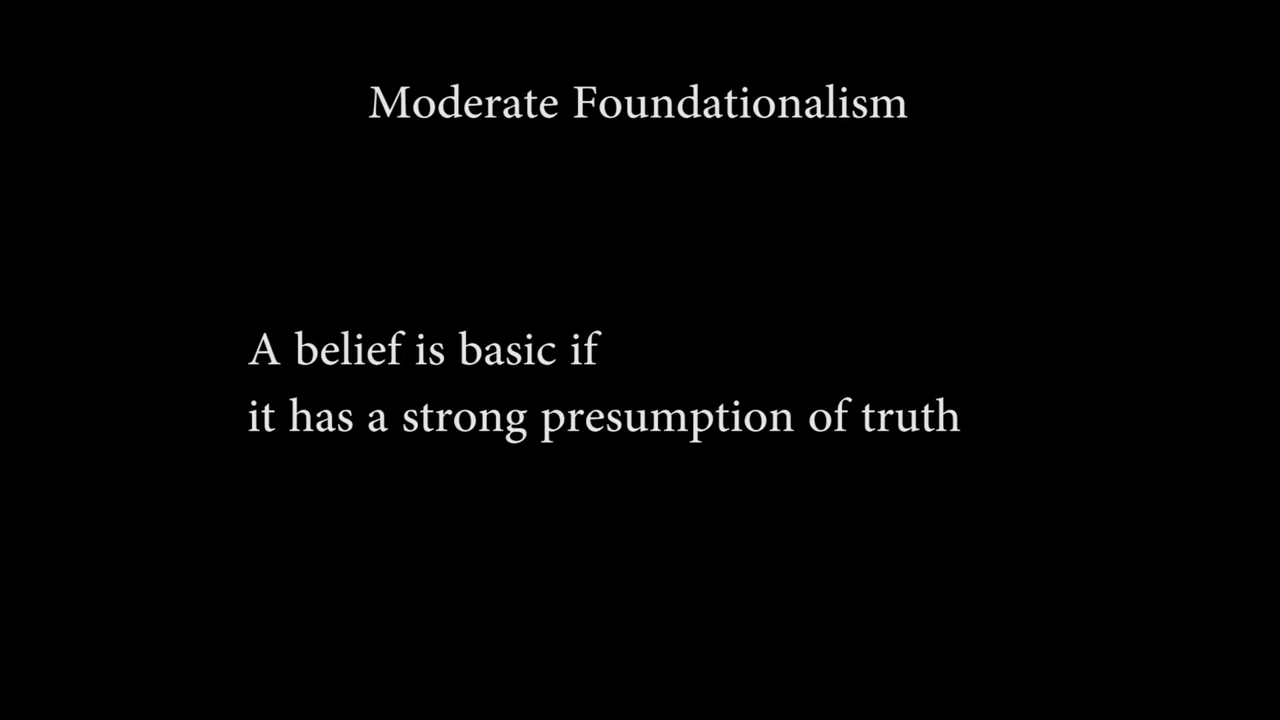 Moderate Foundationalism
A belief is basic if
it has a strong presumption of truth